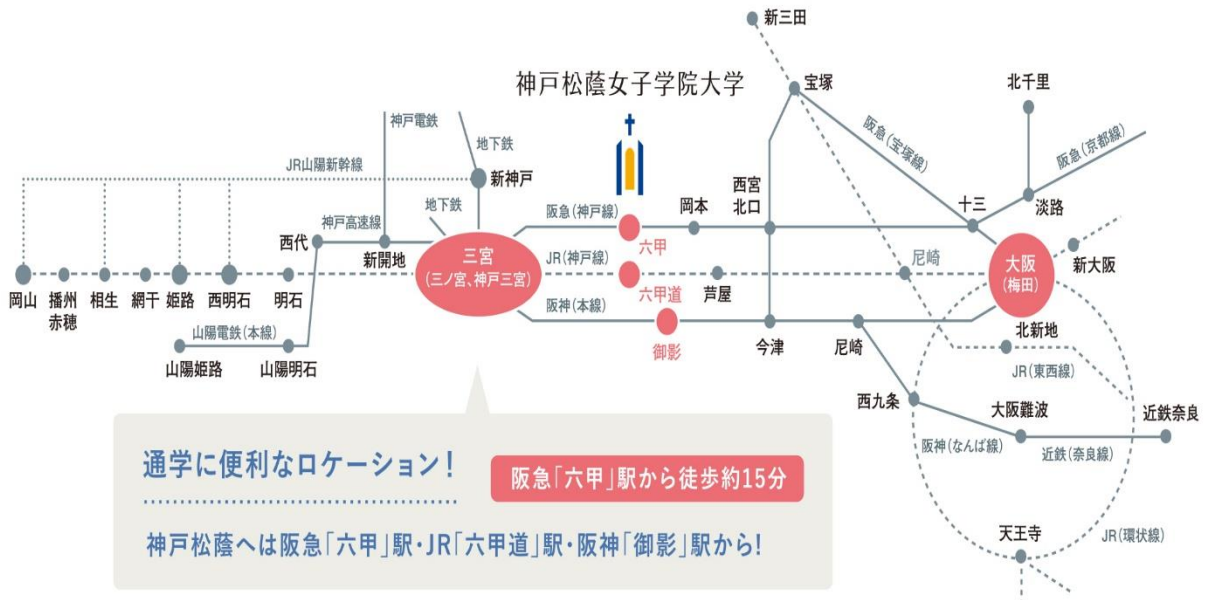 新三田
神戸松蔭女子学院大学
宝塚
北千里
神戸電鉄
地下鉄
阪急(宝塚線)
阪急(京都線)
JR山陽新幹線
新神戸
地下鉄
神戸高速線
阪急(神戸線)
岡本
西宮
北口
十三
淡路
西代
新開地
三宮
(三ノ宮、神戸三宮)
六甲
JR(神戸線)
尼崎
大阪
(梅田)
新大阪
岡山
播州
赤穂
相生
網干
姫路
西明石
明石
六甲道
芦屋
阪神(本線)
山陽電鉄(本線)
北新地
山陽姫路
山陽明石
御影
今津
尼崎
JR(東西線)
西九条
大阪難波
近鉄奈良
阪神(なんば線)
近鉄(奈良線)
通学に便利なロケーション!
阪急「六甲」駅から徒歩約15分
神戸松蔭へは阪急「六甲」駅・JR「六甲道」駅・阪神「御影」駅から!
天王寺
JR(環状線)